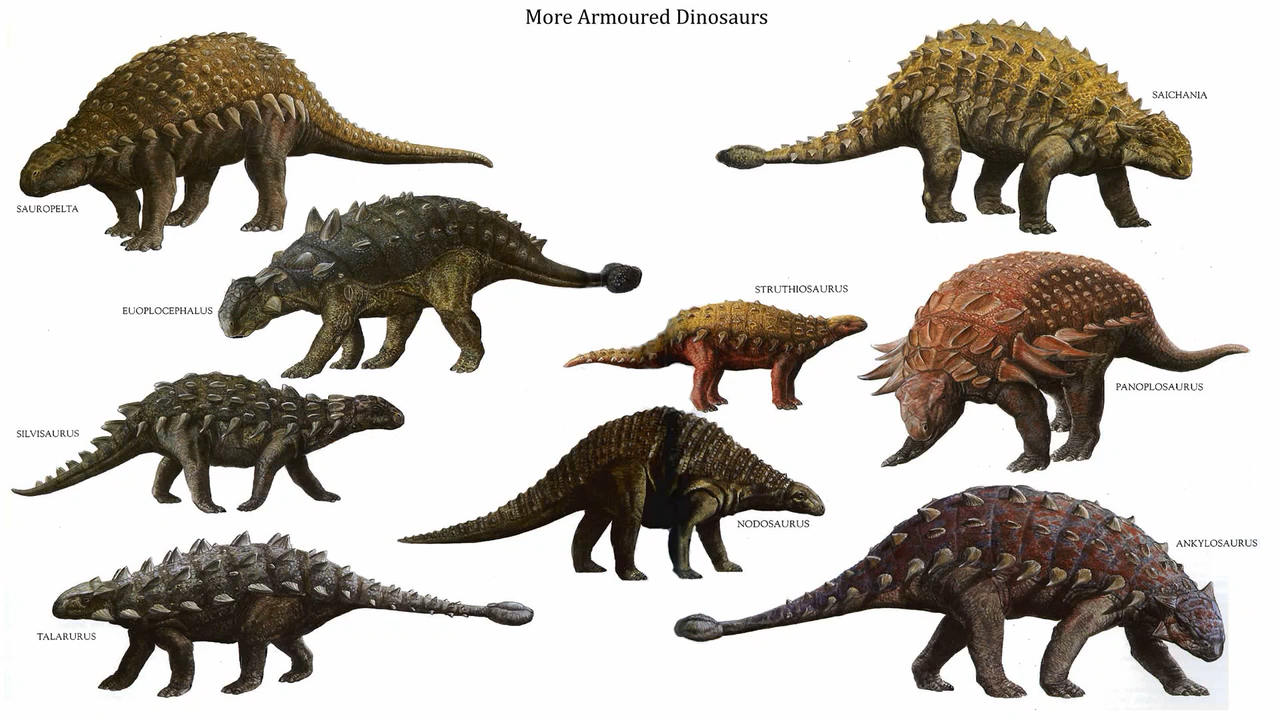 More Armoured Dinosaurs
SAICHANIA
SAUROPELTA
STRUTHIOSAURUS
EUOPLOCEPHALUS
PANOPLOSAURUS
SILVISAURUS
NODOSAURUS
ANKYLOSAURUS
TALARURUS